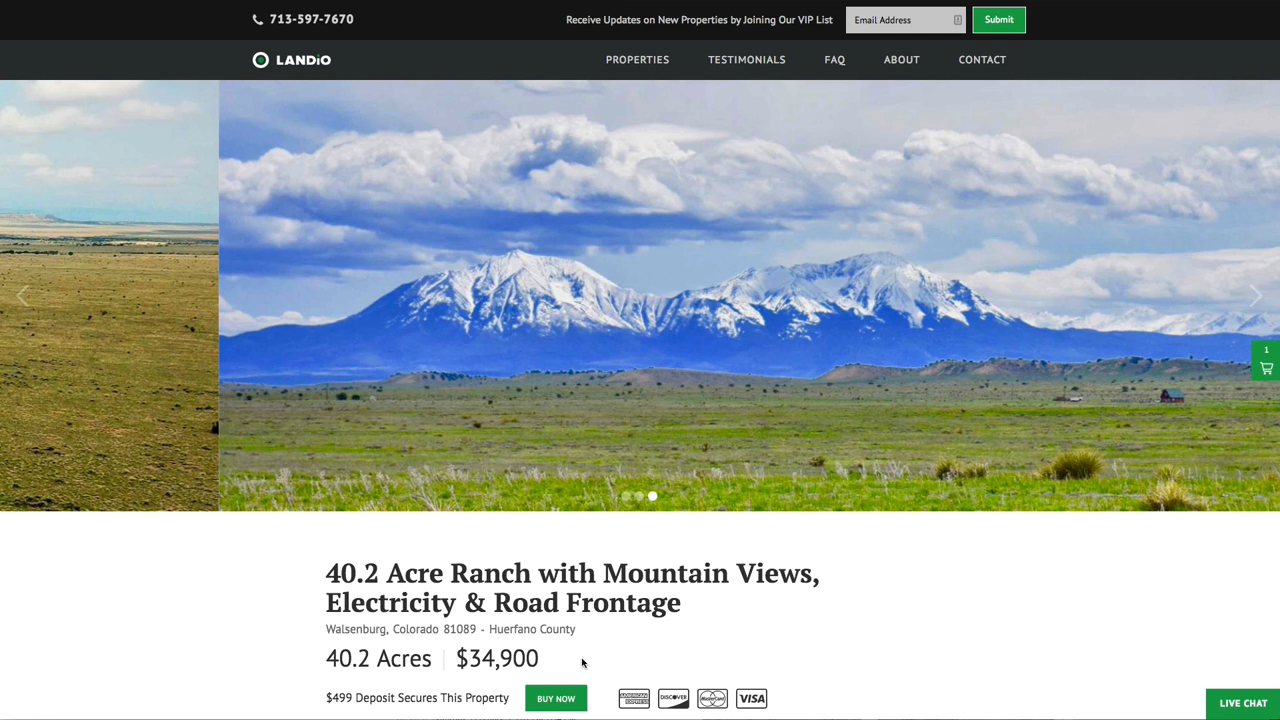 713-597-7670
Receive Updates on New Properties by Joining Our VIP List
Email Address
Submit
LANDiO
PROPERTIES
TESTIMONIALS
FAQ
ABOUT
CONTACT
1
40.2 Acre Ranch with Mountain Views,
Electricity & Road Frontage
Walsenburg, Colorado 81089 - Huerfano County
40.2 Acres | $34,900
$499 Deposit Secures This Property
BUY NOW
AMERICAN EXPRESS
DISCOVER
MasterCard
VISA
LIVE CHAT